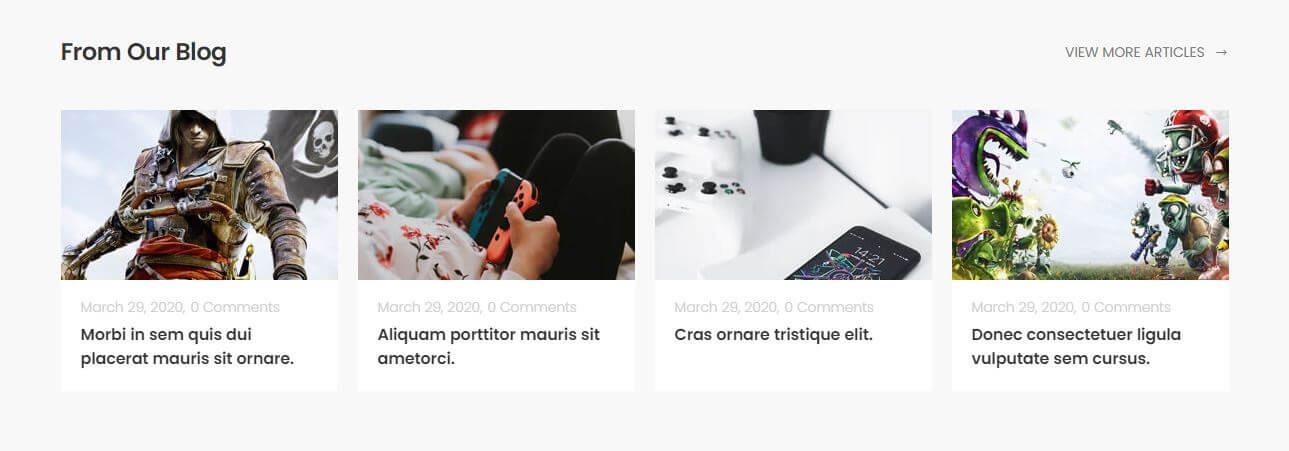 From Our Blog
VIEW MORE ARTICLES →
14:21
March 29, 2020, 0 Comments
Morbi in sem quis dui
placerat mauris sit ornare.
March 29, 2020, 0 Comments
Aliquam porttitor mauris sit
ametorci.
March 29, 2020, 0 Comments
Cras ornare tristique elit.
March 29, 2020, 0 Comments
Donec consectetuer ligula
vulputate sem cursus.